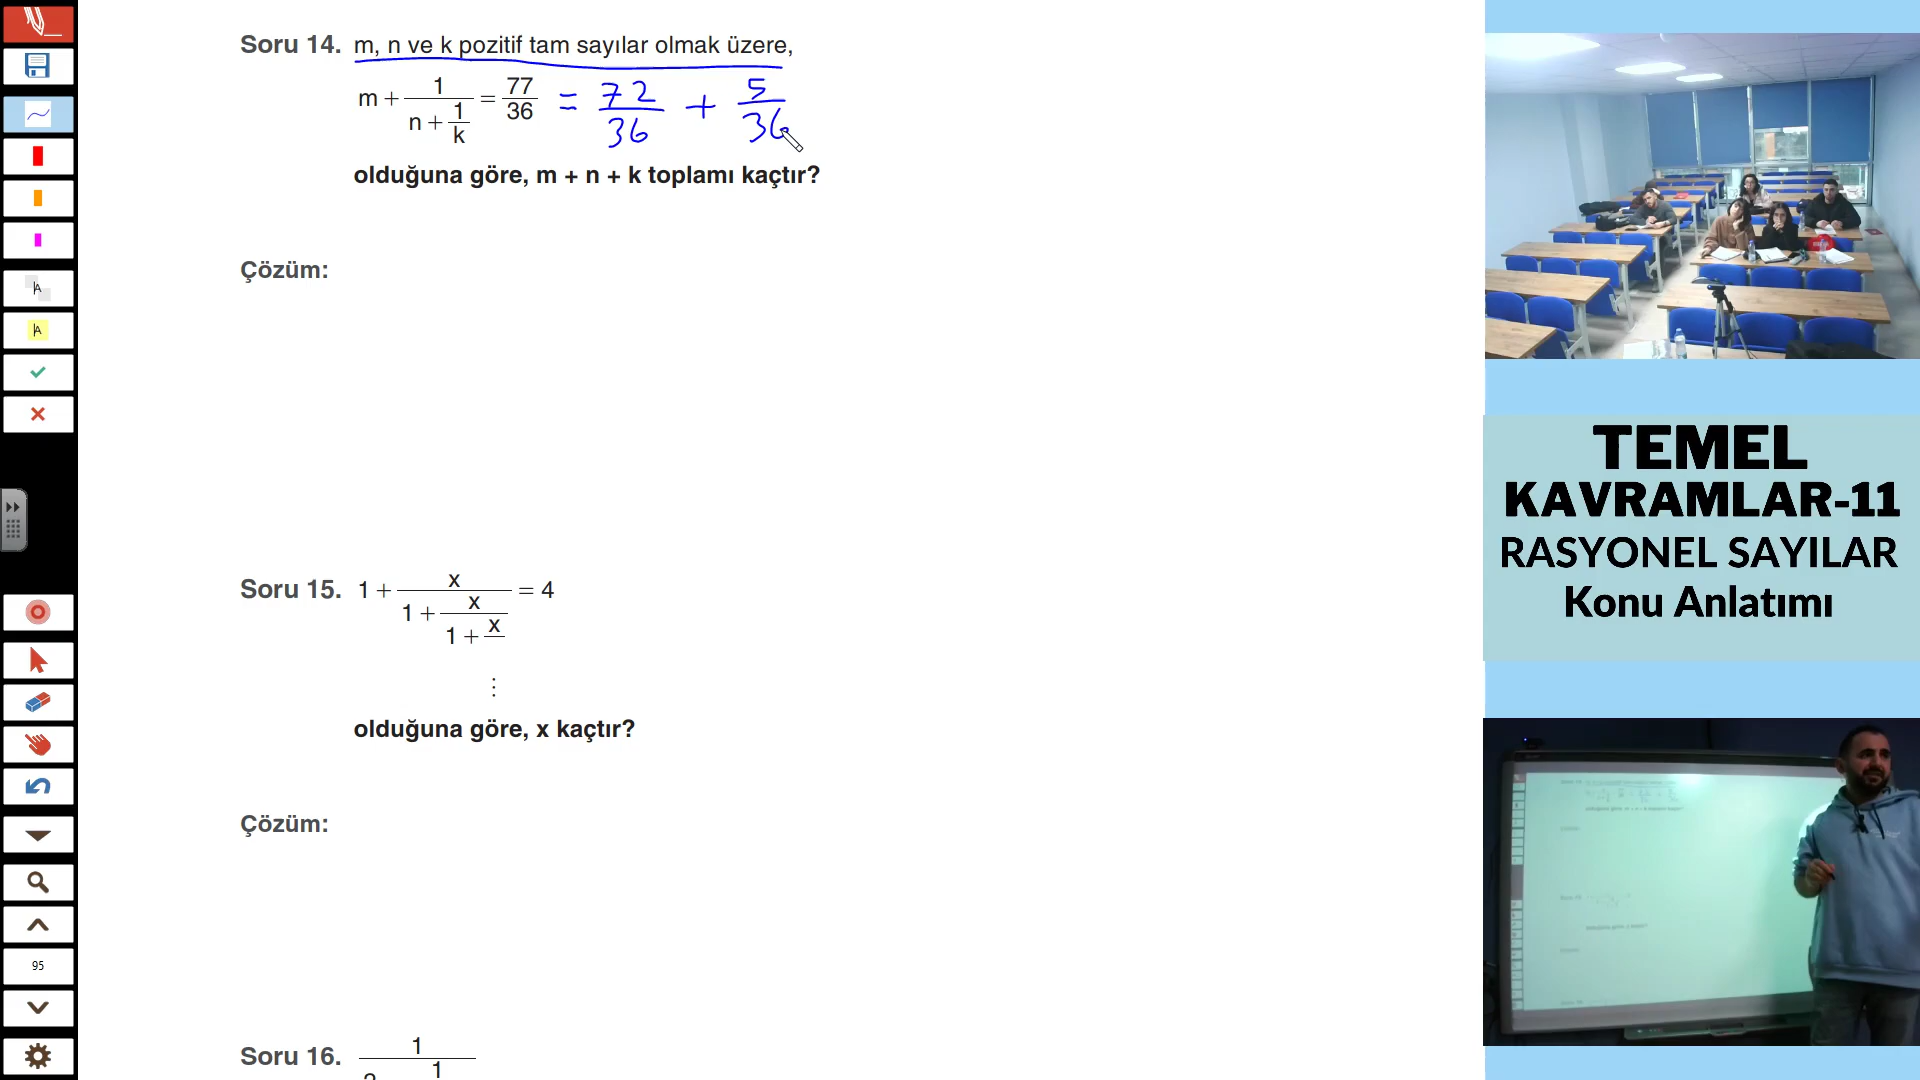 Soru 14. m, n ve k pozitif tam sayılar olmak üzere,
m + 1 / (n + 1/k) = 77/36 = 72/36 + 5/36
olduğuna göre, m + n + k toplamı kaçtır?
Çözüm:
Soru 15. 1 + x / (1 + x / (1 + x/⋮)) = 4
olduğuna göre, x kaçtır?
Çözüm:
Soru 16. 1
1
95
TEMEL
KAVRAMLAR-11
RASYONEL SAYILAR
Konu Anlatımı